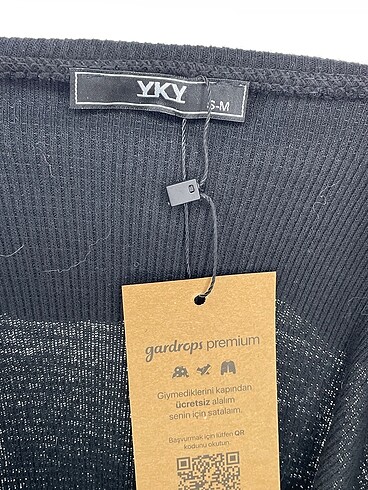 YKY
S-M
gardrops premium
Giymediklerini kapından
ücretsiz alalım
senin için satalım.
Başvurmak için lütfen QR
kodunu okutun.